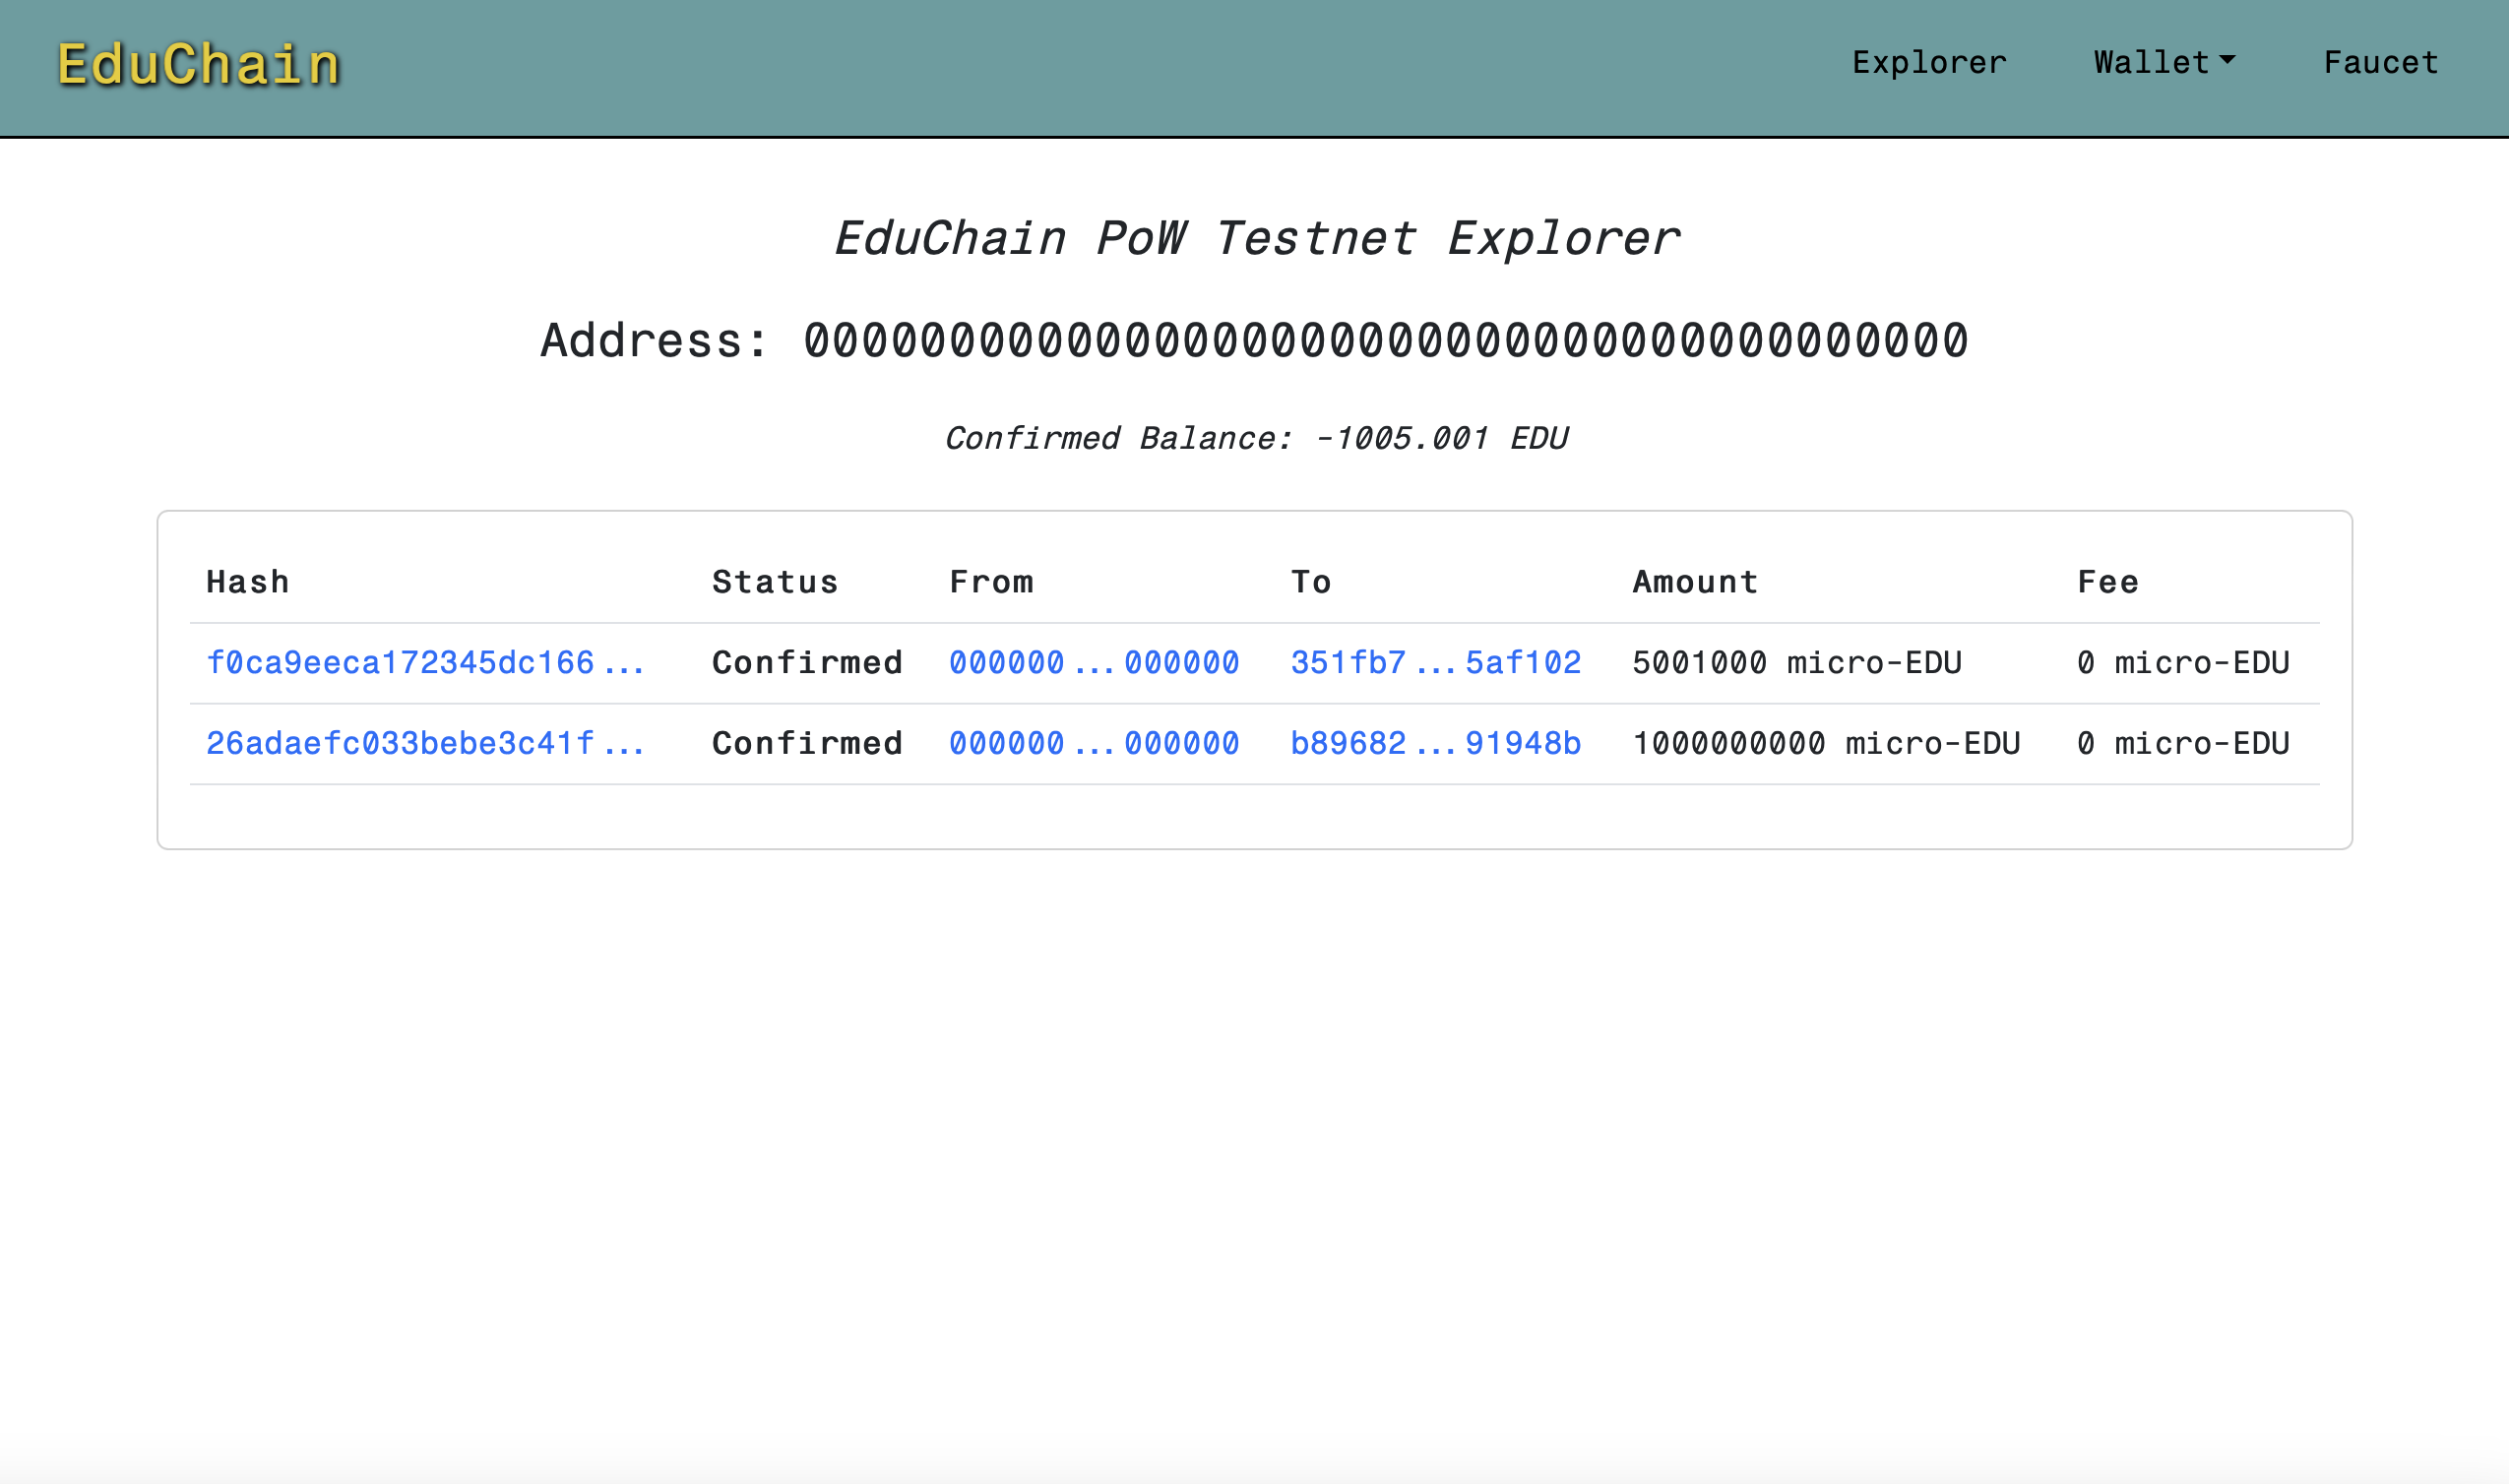 EduChain
Explorer Wallet Faucet
EduChain PoW Testnet Explorer
Address: 0000000000000000000000000000000000000000
Confirmed Balance: -1005.001 EDU
Hash Status From To Amount Fee
f0ca9eeca172345dc166... Confirmed 000000...000000 351fb7...5af102 5001000 micro-EDU 0 micro-EDU
26adaefc033bebe3c41f... Confirmed 000000...000000 b89682...91948b 1000000000 micro-EDU 0 micro-EDU